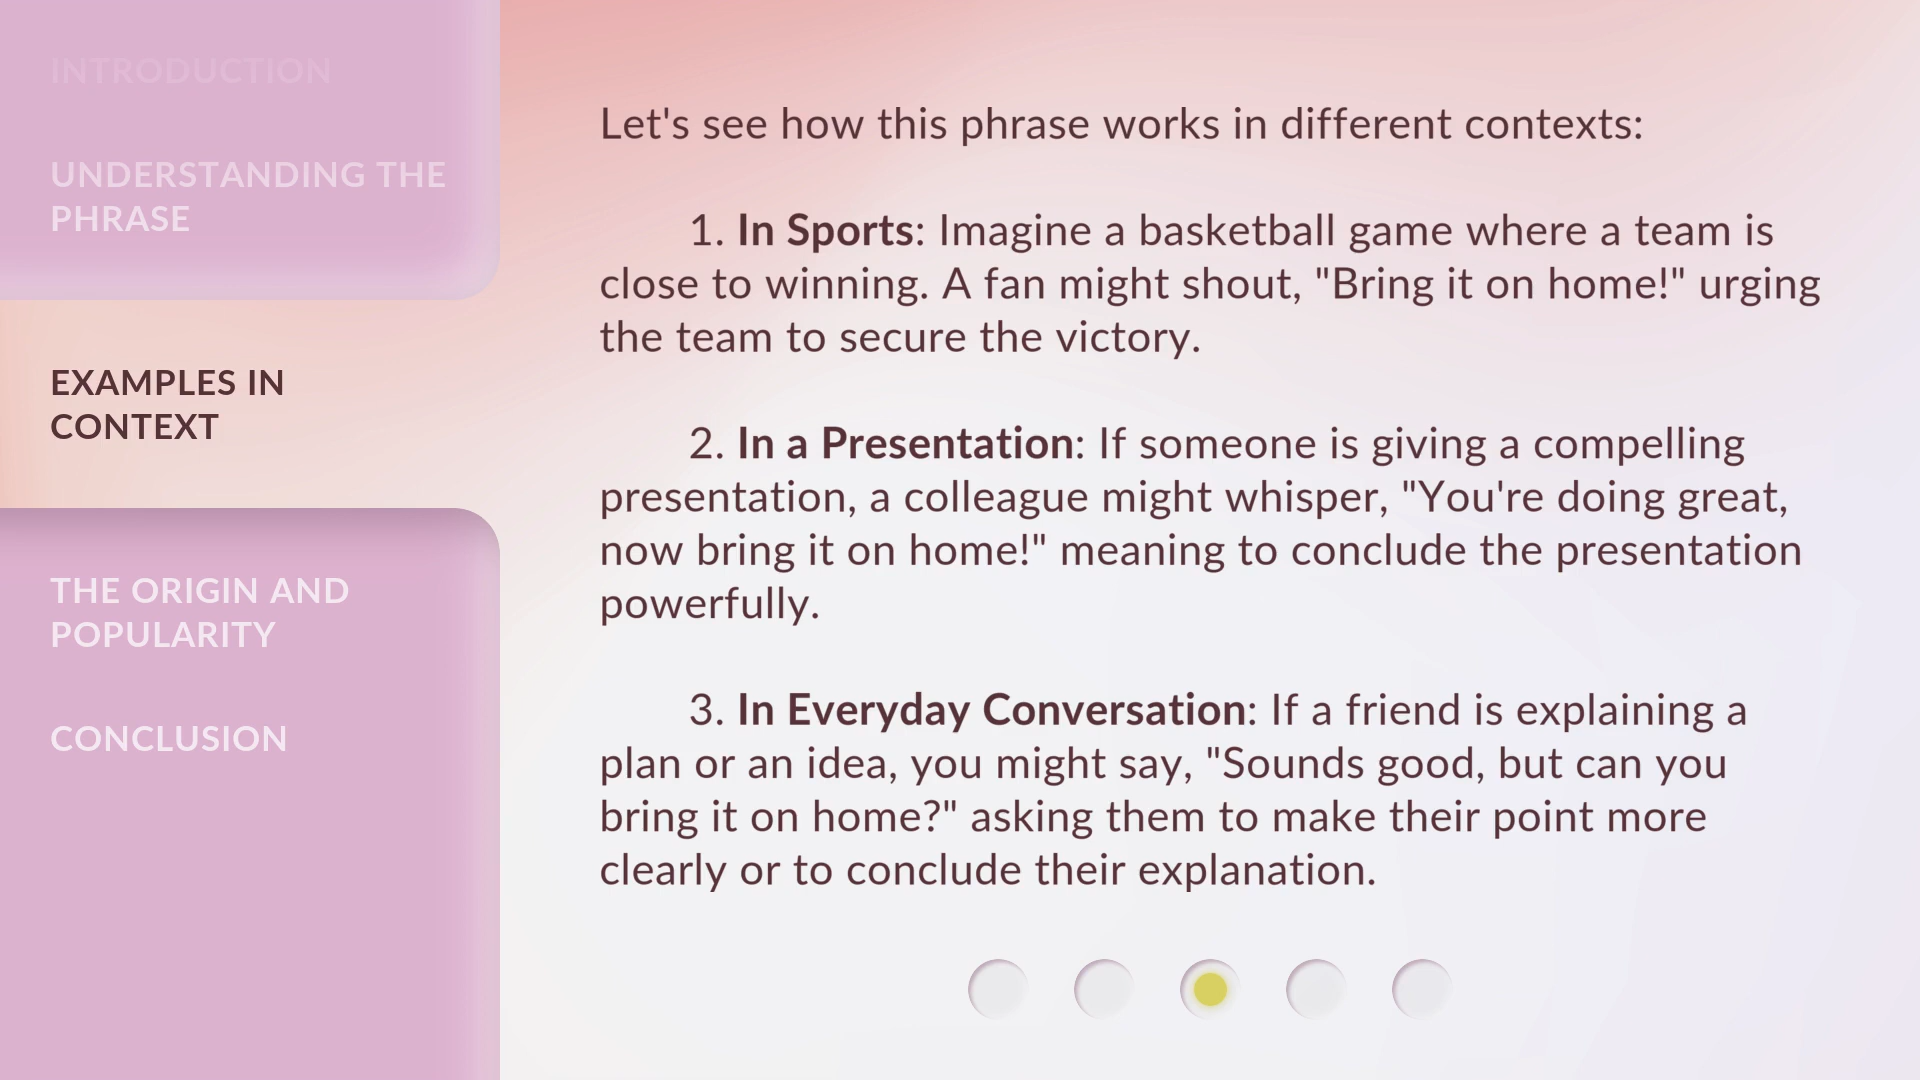 INTRODUCTION
UNDERSTANDING THE
PHRASE
EXAMPLES IN
CONTEXT
THE ORIGIN AND
POPULARITY
CONCLUSION
Let's see how this phrase works in different contexts:
1. In Sports: Imagine a basketball game where a team is
close to winning. A fan might shout, "Bring it on home!" urging
the team to secure the victory.
2. In a Presentation: If someone is giving a compelling
presentation, a colleague might whisper, "You're doing great,
now bring it on home!" meaning to conclude the presentation
powerfully.
3. In Everyday Conversation: If a friend is explaining a
plan or an idea, you might say, "Sounds good, but can you
bring it on home?" asking them to make their point more
clearly or to conclude their explanation.